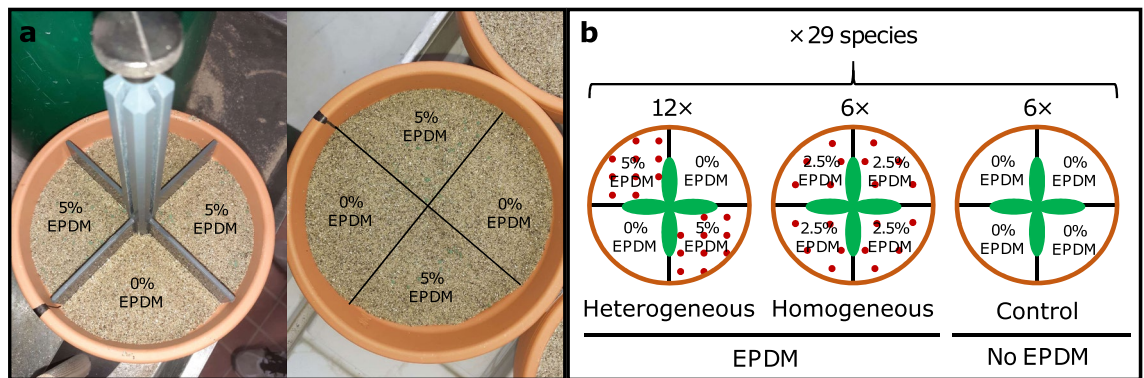 a
5%
EPDM
5%
EPDM
0%
EPDM
5%
EPDM
0%
EPDM
0%
EPDM
5%
EPDM
b
×29 species
12×
6×
6×
5%
EPDM
0%
EPDM
0%
EPDM
5%
EPDM
2.5%
EPDM
2.5%
EPDM
2.5%
EPDM
2.5%
EPDM
0%
EPDM
0%
EPDM
0%
EPDM
0%
EPDM
Heterogeneous
Homogeneous
Control
EPDM
No EPDM